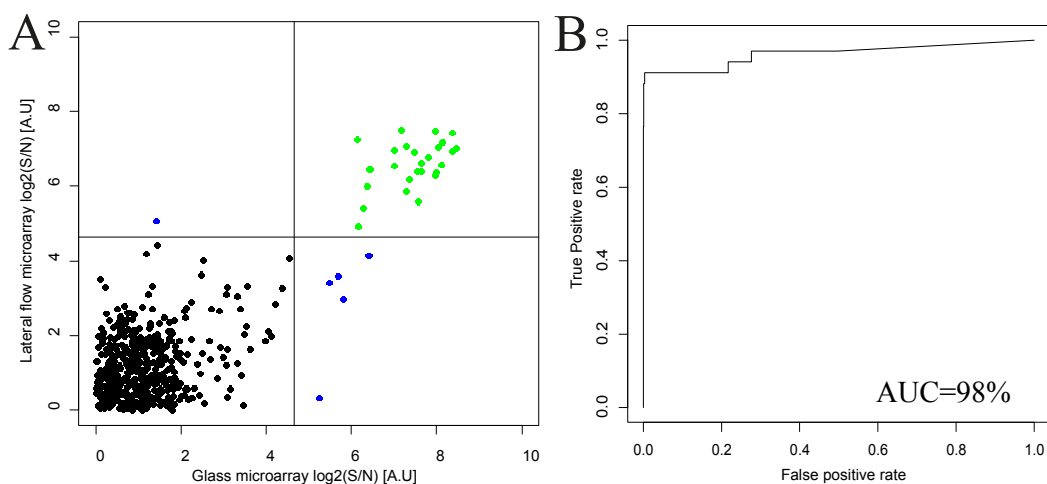 A
Lateral flow microarray log2(S/N) [A.U]
10
8
6
4
2
0
0 2 4 6 8 10
Glass microarray log2(S/N) [A.U]
B
True Positive rate
1.0
0.8
0.6
0.4
0.2
0.0
AUC=98%
0.0 0.2 0.4 0.6 0.8 1.0
False positive rate